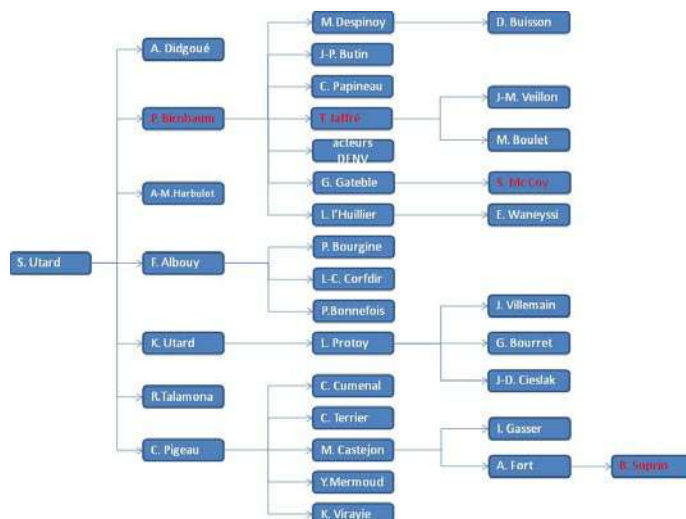 M. Despinoy
D. Buisson
A. Didgoué
J-P. Butin
C. Papineau
J-M. Veillon
P. Birnbaum
T. Jaffré
acteurs
DENV
M. Boulet
A-M.Harbulot
G. Gateble
S. McCoy
L. l'Huillier
E. Waneyssi
P. Bourgine
S. Utard
F. Albouy
L-C. Corfdir
P.Bonnefois
J. Villemain
K. Utard
L. Protoy
G. Bourret
J-D. Cieslak
C. Cumenal
R.Talamona
C. Terrier
I. Gasser
C. Pigeau
M. Castejon
A. Fort
B. Suprin
Y.Mermoud
K. Virayie